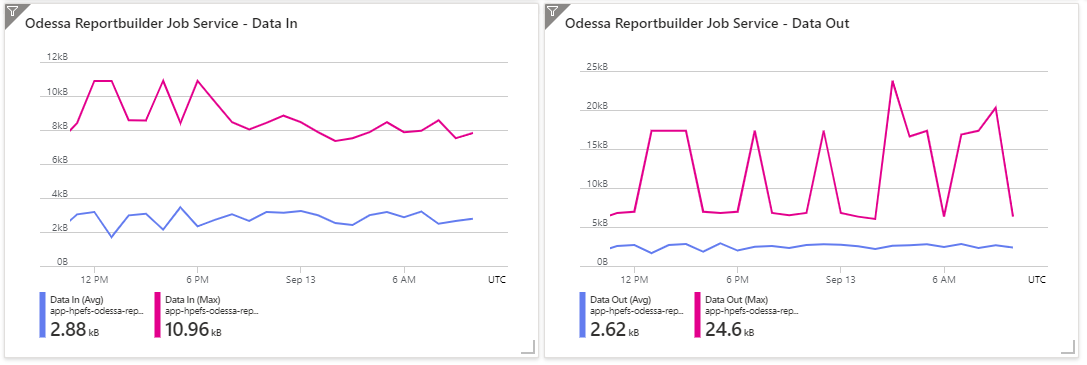 Odessa Reportbuilder Job Service - Data In
12kB
10kB
8kB
6kB
4kB
2kB
0B
12 PM
6 PM
Sep 13
6 AM
UTC
Data In (Avg)
app-hpefs-odessa-rep...
2.88 kB
Data In (Max)
app-hpefs-odessa-rep...
10.96 kB
Odessa Reportbuilder Job Service - Data Out
25kB
20kB
15kB
10kB
5kB
0B
12 PM
6 PM
Sep 13
6 AM
UTC
Data Out (Avg)
app-hpefs-odessa-rep...
2.62 kB
Data Out (Max)
app-hpefs-odessa-rep...
24.6 kB